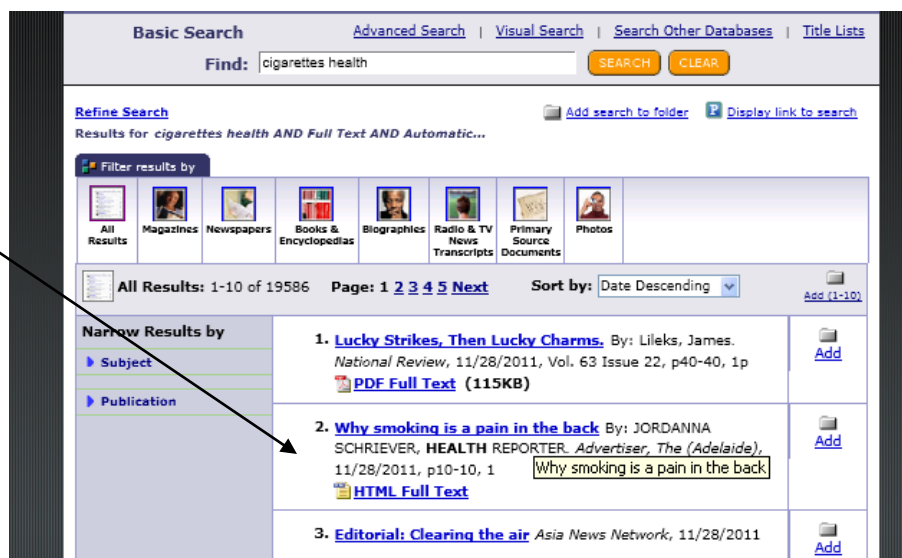 Basic Search Advanced Search | Visual Search | Search Other Databases | Title Lists
Find: cigarettes health SEARCH CLEAR
Refine Search Add search to folder Display link to search
Results for cigarettes health AND Full Text AND Automatic...
Filter results by
All Results
Magazines
Newspapers
Books & Encyclopedias
Biographies
Radio & TV News Transcripts
Primary Source Documents
Photos
All Results: 1-10 of 19586 Page: 1 2 3 4 5 Next Sort by: Date Descending
Add (1-10)
Narrow Results by
Subject
Publication
1. Lucky Strikes, Then Lucky Charms. By: Lileks, James.
National Review, 11/28/2011, Vol. 63 Issue 22, p40-40, 1p
PDF Full Text (115KB)
Add
2. Why smoking is a pain in the back By: JORDANNA
SCHRIEVER, HEALTH REPORTER. Advertiser, The (Adelaide),
11/28/2011, p10-10, 1
Why smoking is a pain in the back
HTML Full Text
Add
3. Editorial: Clearing the air Asia News Network, 11/28/2011
Add